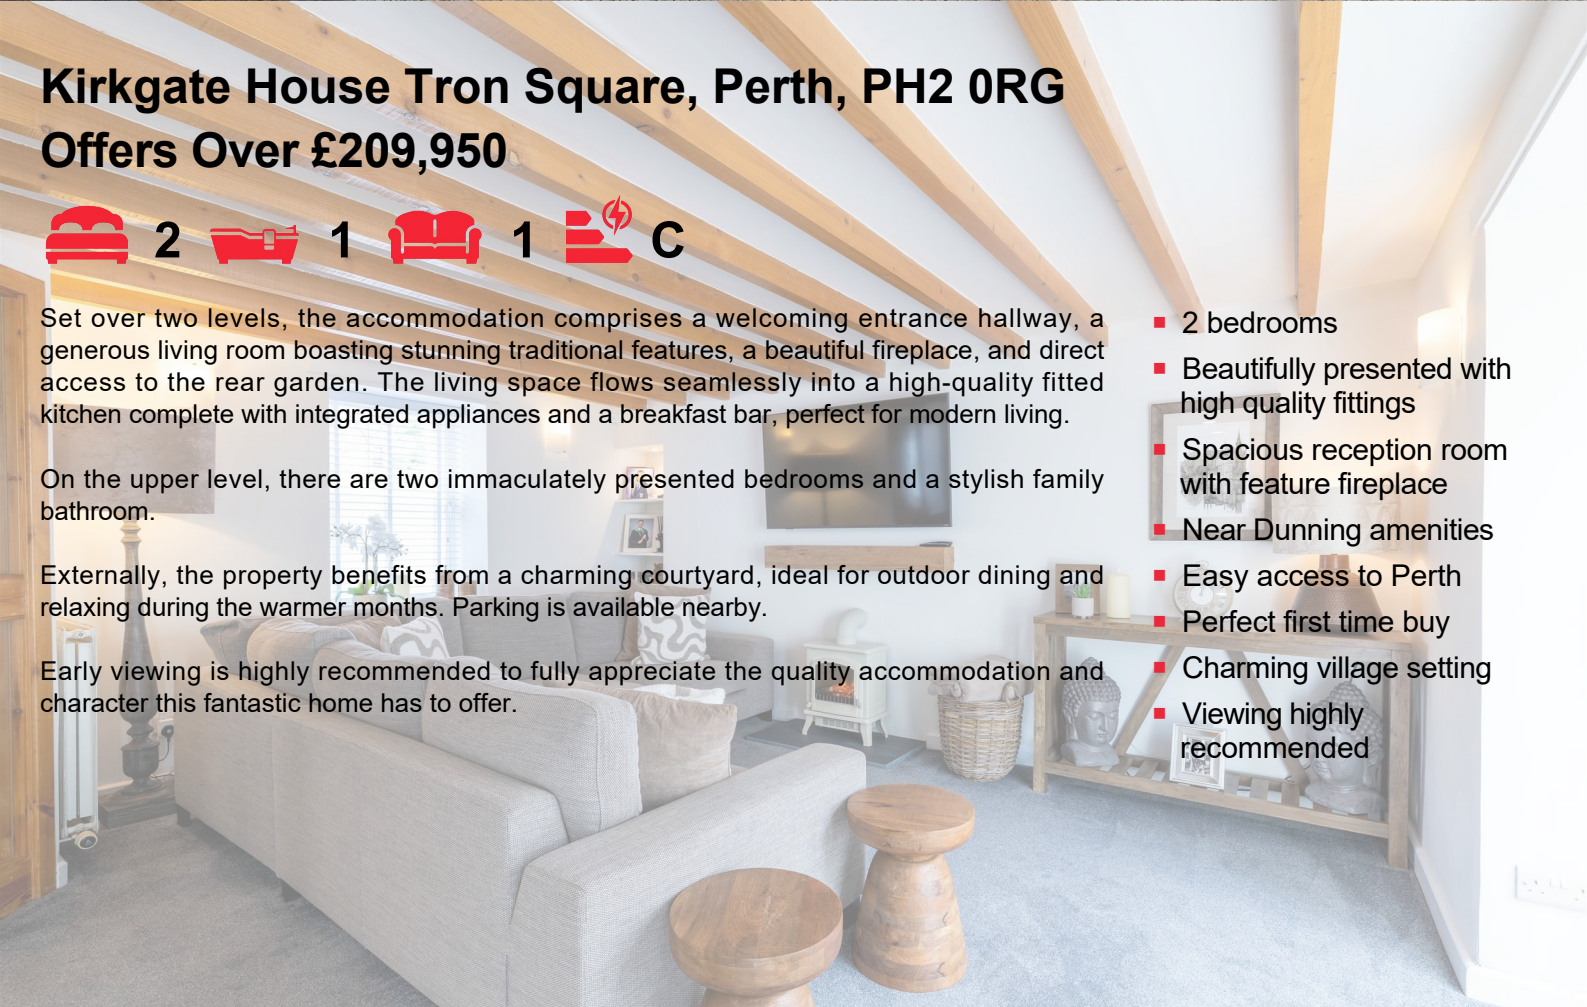 Kirkgate House Tron Square, Perth, PH2 0RG
Offers Over £209,950
2 1 1 C
Set over two levels, the accommodation comprises a welcoming entrance hallway, a
generous living room boasting stunning traditional features, a beautiful fireplace, and direct
access to the rear garden. The living space flows seamlessly into a high-quality fitted
kitchen complete with integrated appliances and a breakfast bar, perfect for modern living.
On the upper level, there are two immaculately presented bedrooms and a stylish family
bathroom.
Externally, the property benefits from a charming courtyard, ideal for outdoor dining and
relaxing during the warmer months. Parking is available nearby.
Early viewing is highly recommended to fully appreciate the quality accommodation and
character this fantastic home has to offer.
2 bedrooms
Beautifully presented with
high quality fittings
Spacious reception room
with feature fireplace
Near Dunning amenities
Easy access to Perth
Perfect first time buy
Charming village setting
Viewing highly
recommended